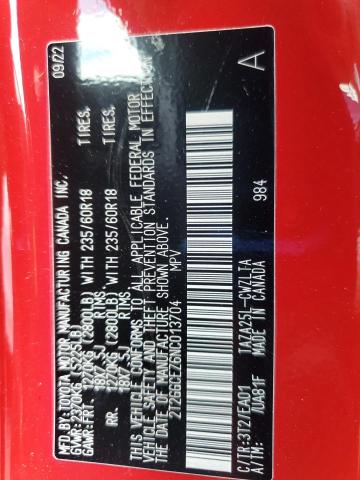 MFD.BY: TOYOTA MOTOR MANUFACTURING CANADA INC. 09/22
GVWR:2370KG (5225LB)
GAWR:FRT. 1270KG (2800LB) WITH 235/60R18 TIRES,
18X7.5J RIMS
RR. 1270KG (2800LB) WITH 235/60R18 TIRES,
18X7.5J RIMS
THIS VEHICLE CONFORMS TO ALL APPLICABLE FEDERAL MOTOR
VEHICLE SAFETY AND THEFT PREVENTION STANDARDS IN EFFECT ON
THE DATE OF MANUFACTURE SHOWN ABOVE.
MPV A
C/TR:3T2/EA01 TAZA25L-CWZLTA
A/TM: /UA81F MADE IN CANADA 984